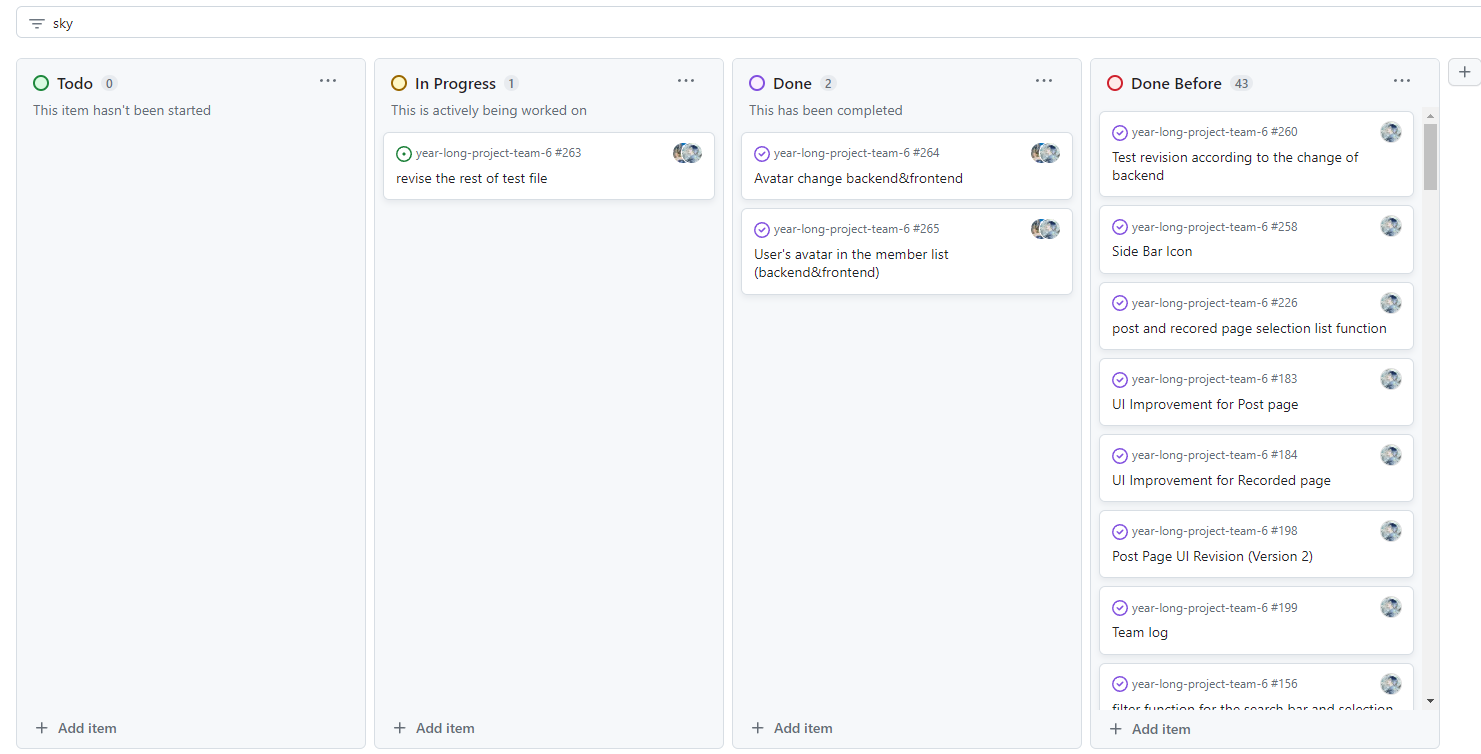 sky
Todo 0
This item hasn't been started
Add item
In Progress 1
This is actively being worked on
year-long-project-team-6 #263
revise the rest of test file
Add item
Done 2
This has been completed
year-long-project-team-6 #264
Avatar change backend&frontend
year-long-project-team-6 #265
User's avatar in the member list
(backend&frontend)
Add item
Done Before 43
year-long-project-team-6 #260
Test revision according to the change of
backend
year-long-project-team-6 #258
Side Bar Icon
year-long-project-team-6 #226
post and recored page selection list function
year-long-project-team-6 #183
UI Improvement for Post page
year-long-project-team-6 #184
UI Improvement for Recorded page
year-long-project-team-6 #198
Post Page UI Revision (Version 2)
year-long-project-team-6 #199
Team log
year-long-project-team-6 #156
filter function for the search bar and selection
Add item